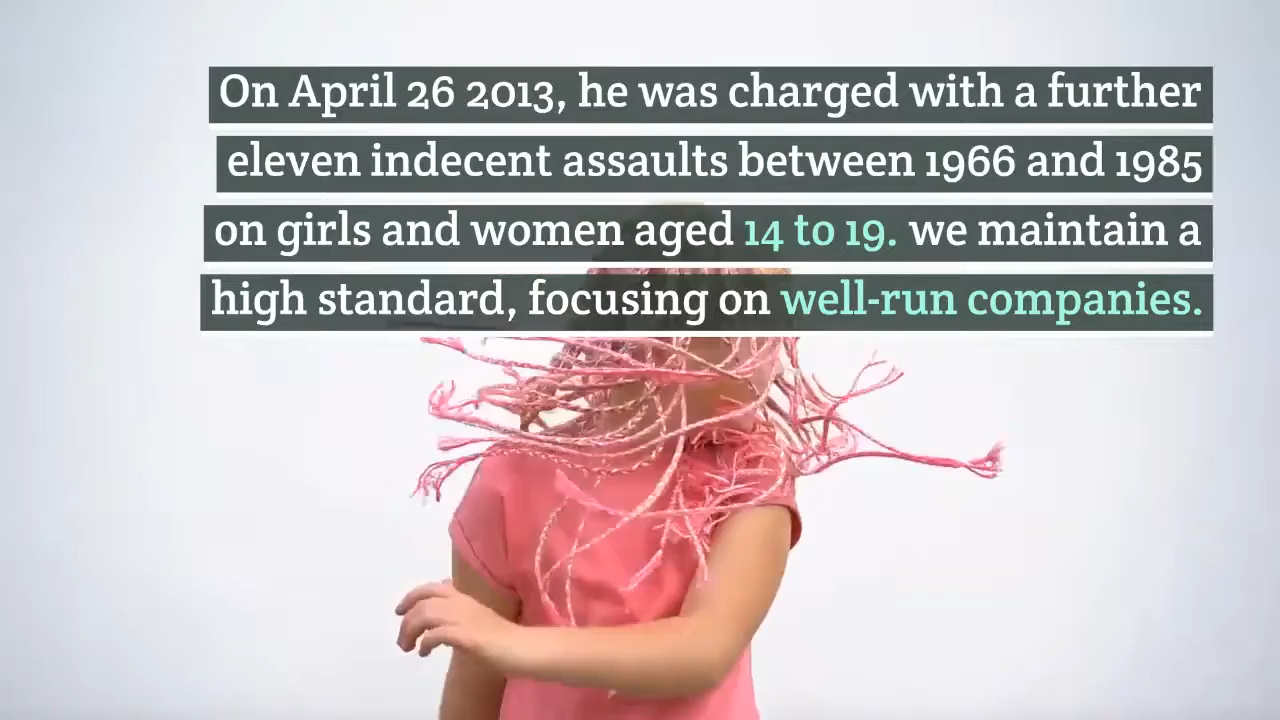 On April 26 2013, he was charged with a further
eleven indecent assaults between 1966 and 1985
on girls and women aged 14 to 19. we maintain a
high standard, focusing on well-run companies.